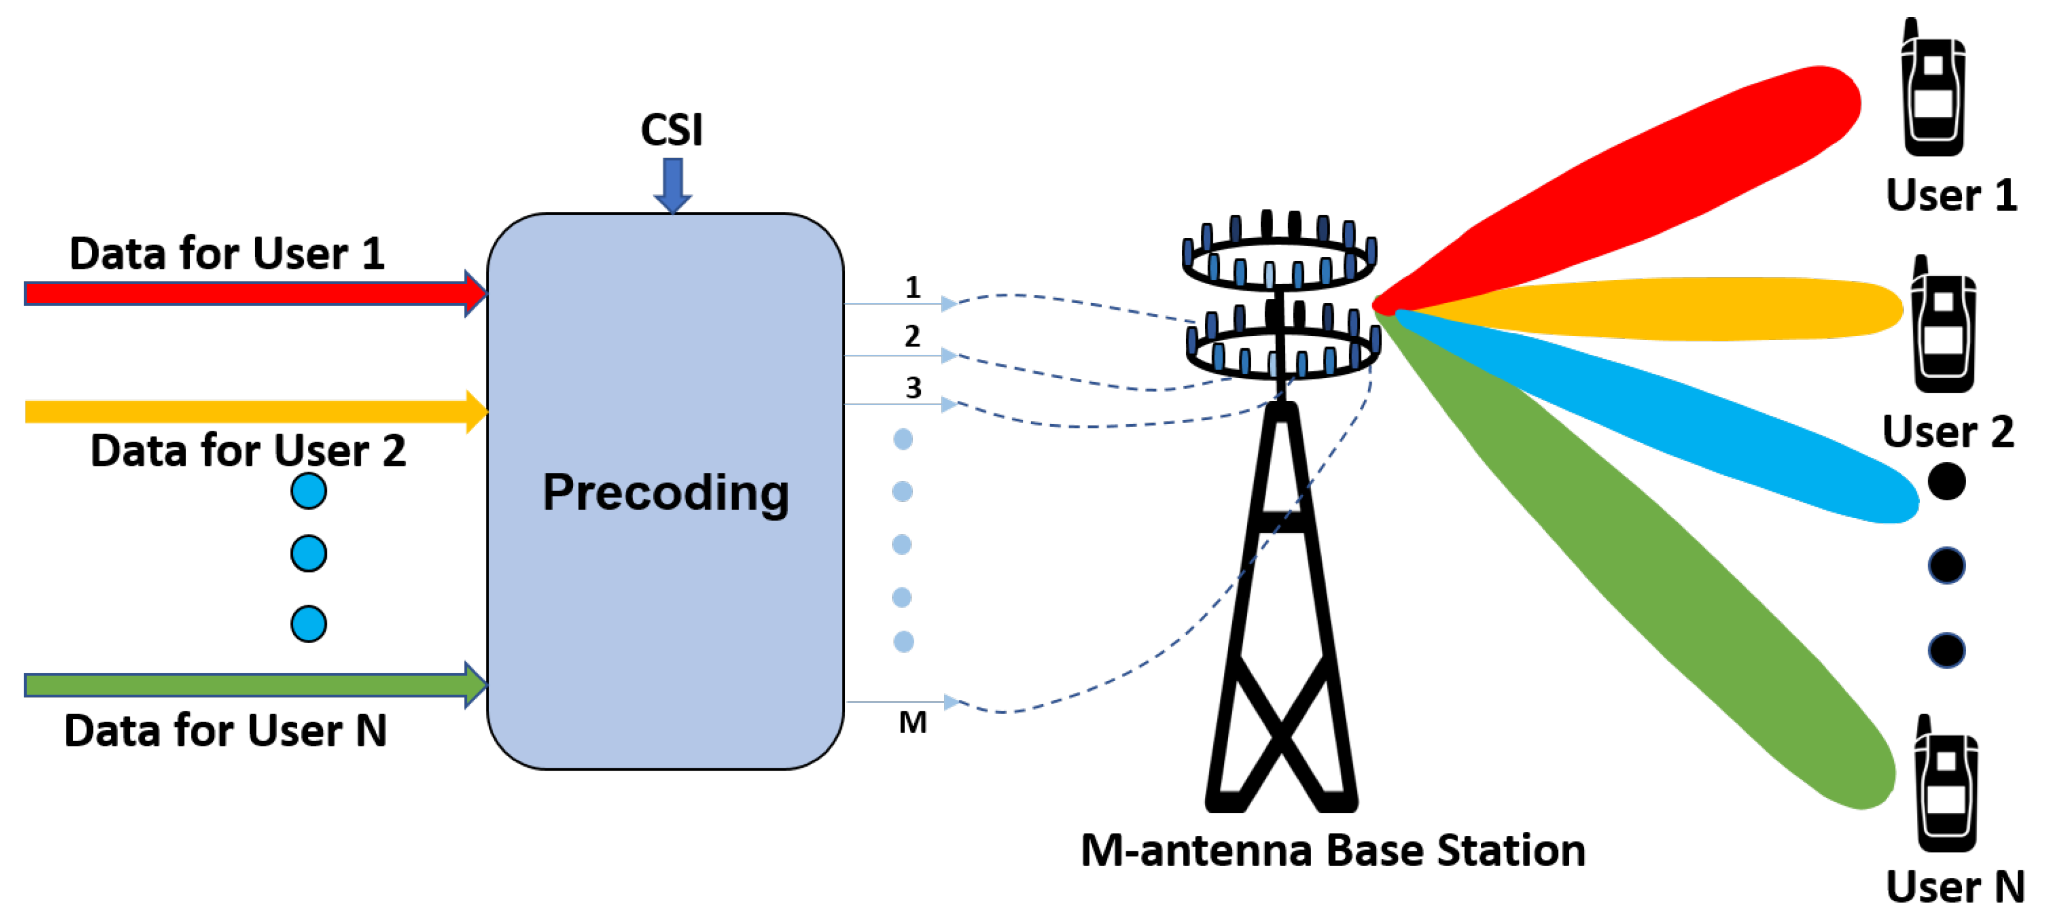 CSI
Data for User 1
Data for User 2
Data for User N
Precoding
1
2
3
M
M-antenna Base Station
User 1
User 2
User N